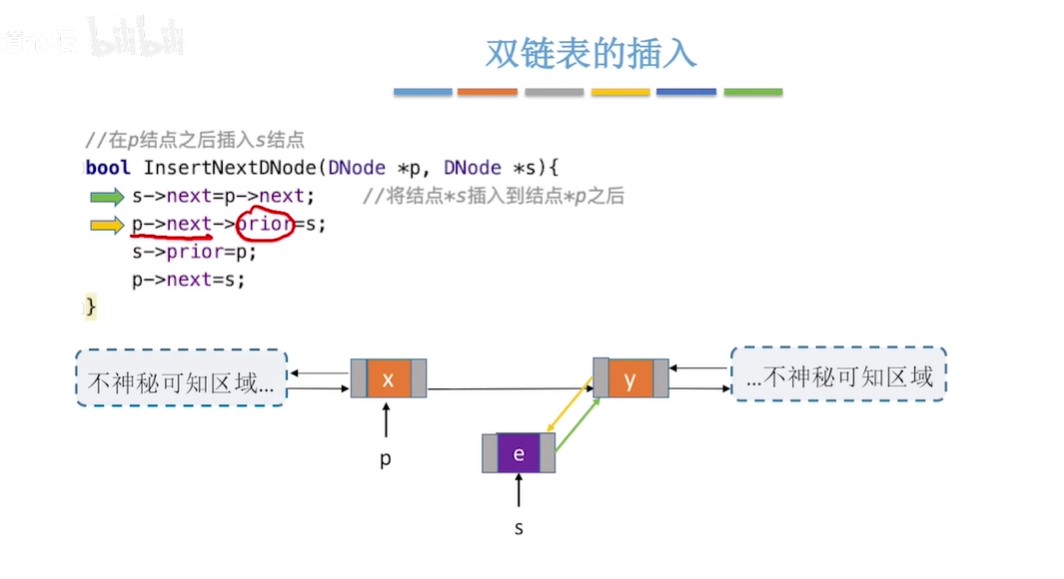 bilibili
双链表的插入
//在p结点之后插入s结点
bool InsertNextDNode(DNode *p, DNode *s){
s->next=p->next; //将结点*s插入到结点*p之后
p->next->prior=s;
s->prior=p;
p->next=s;
}
不神秘可知区域... x y ...不神秘可知区域
p e
s